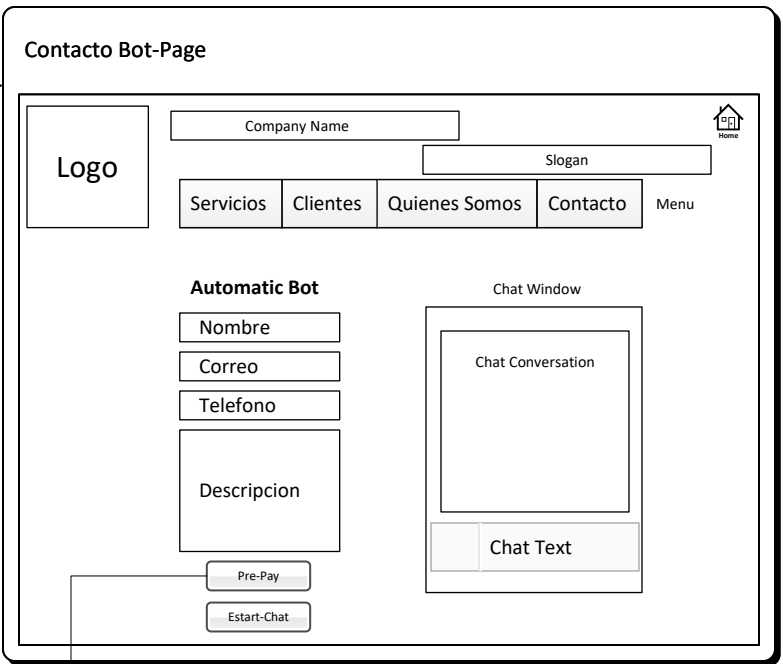 Contacto Bot-Page
Logo
Company Name
Home
Slogan
Servicios
Clientes
Quienes Somos
Contacto
Menu
Automatic Bot
Nombre
Correo
Telefono
Descripcion
Pre-Pay
Estart-Chat
Chat Window
Chat Conversation
Chat Text